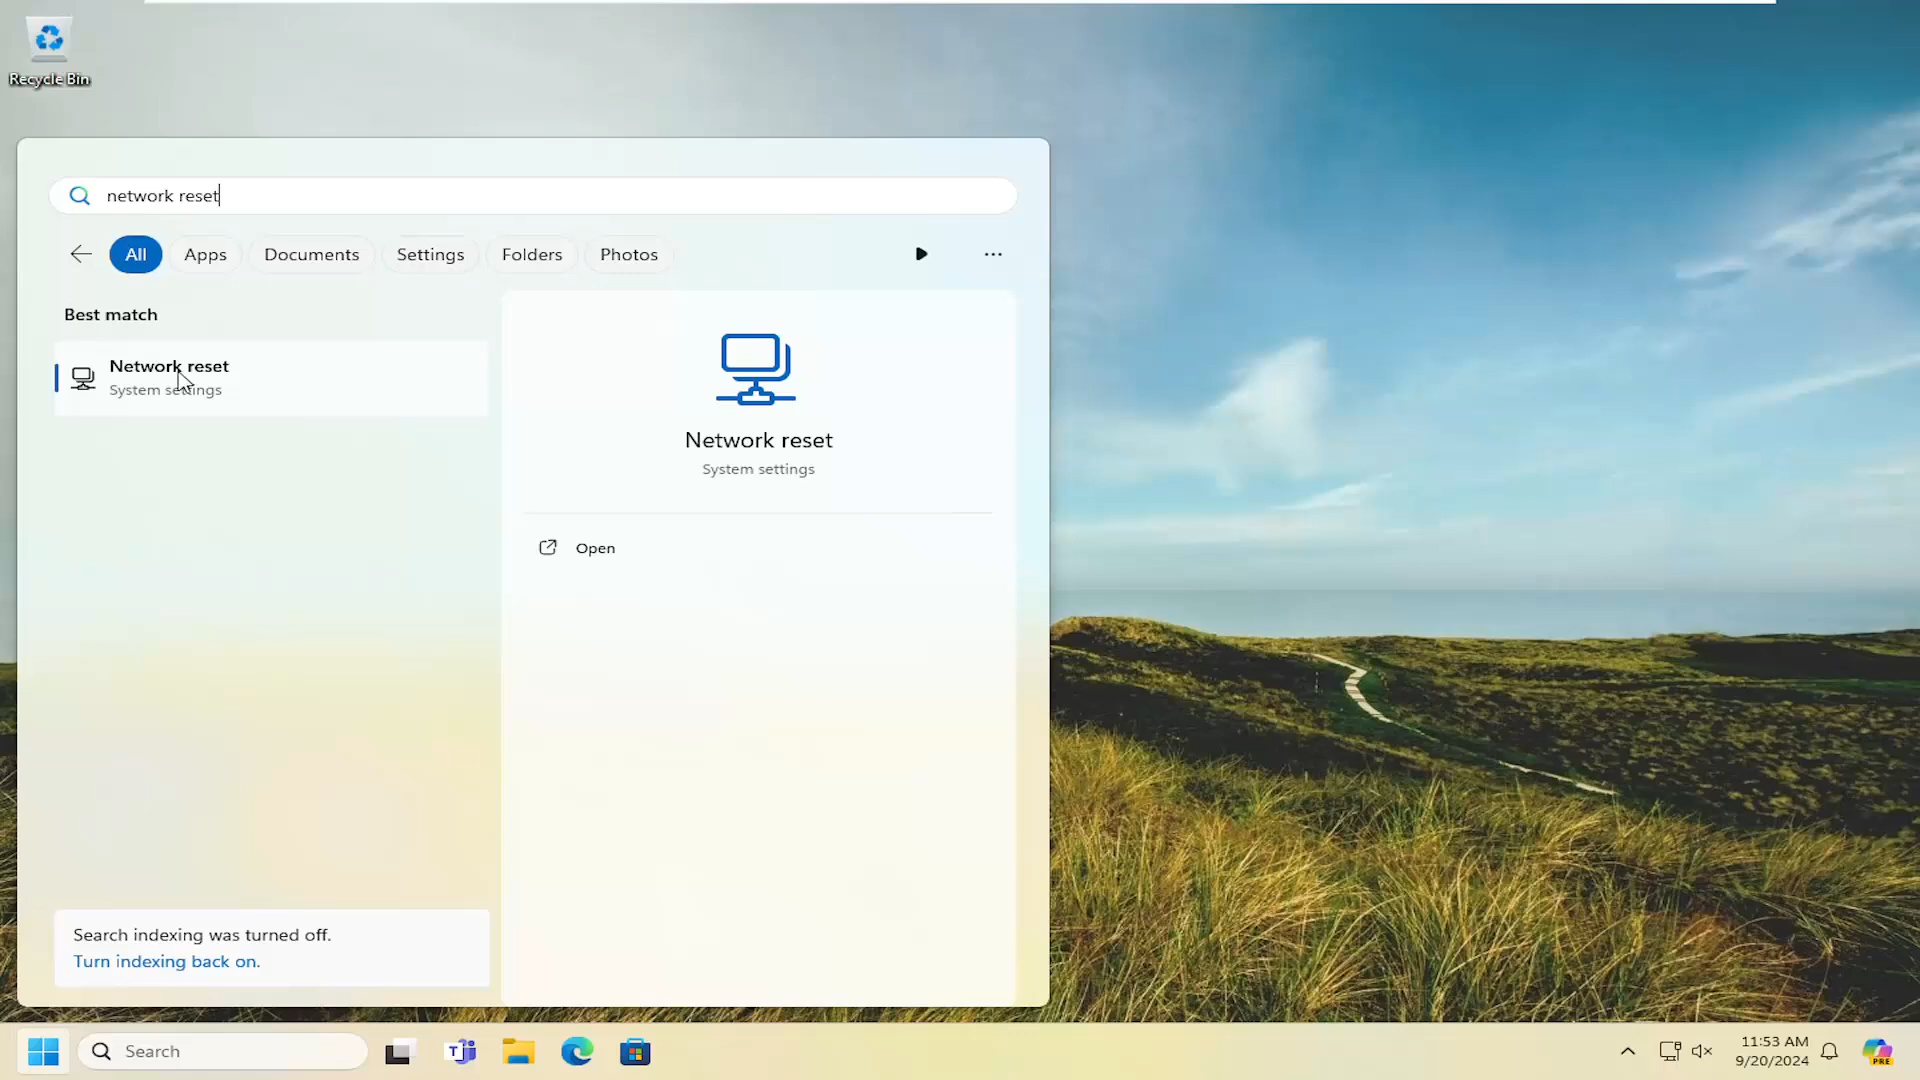 Recycle Bin
network reset
All
Apps
Documents
Settings
Folders
Photos
Best match
Network reset
System settings
Network reset
System settings
Open
Search indexing was turned off.
Turn indexing back on.
Search
11:53 AM
9/20/2024
PRE